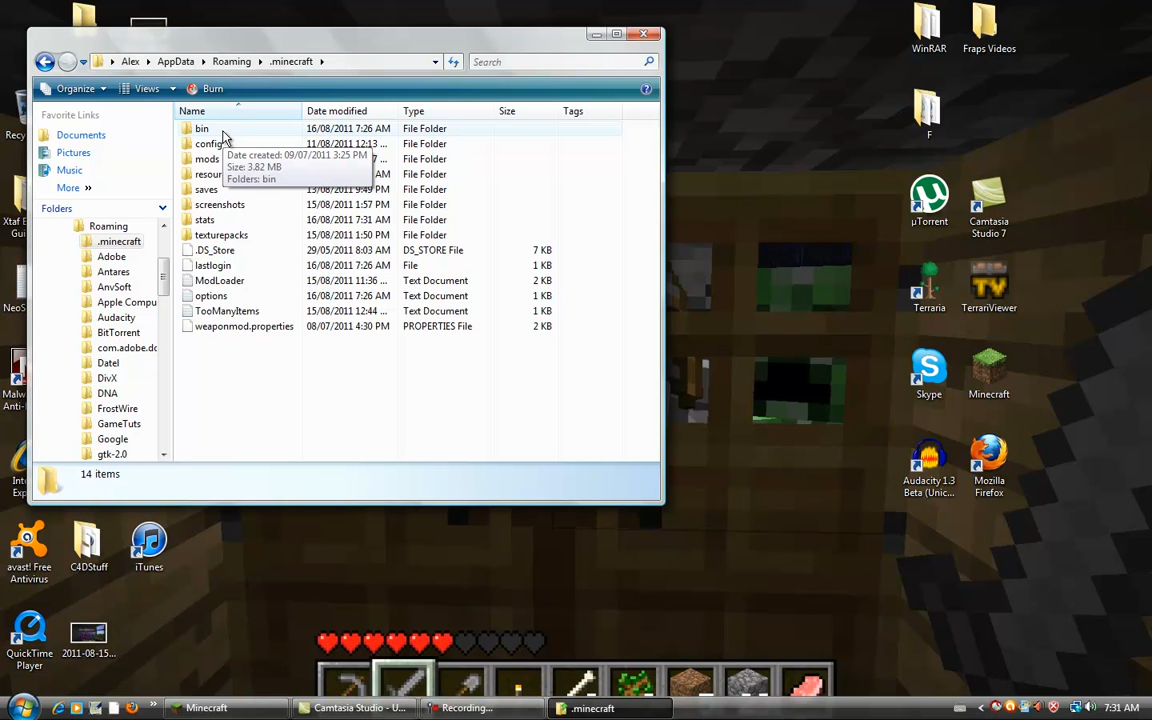 Alex ▸ AppData ▸ Roaming ▸ .minecraft ▸
Search
Organize Views Burn
Favorite Links
Documents
Pictures
Music
More »
Folders
Roaming
.minecraft
Adobe
Antares
AnvSoft
Apple Compu
Audacity
BitTorrent
com.adobe.dc
Datel
DivX
DNA
FrostWire
GameTuts
Google
gtk-2.0
Name Date modified Type Size Tags
bin 16/08/2011 7:26 AM File Folder
config 11/08/2011 12:13 ... File Folder
mods File Folder
resour File Folder
saves 15/08/2011 9:49 PM File Folder
screenshots 15/08/2011 1:57 PM File Folder
stats 16/08/2011 7:31 AM File Folder
texturepacks 15/08/2011 1:50 PM File Folder
.DS_Store 29/05/2011 8:03 AM DS_STORE File 7 KB
lastlogin 16/08/2011 7:26 AM File 1 KB
ModLoader 15/08/2011 11:36 ... Text Document 2 KB
options 16/08/2011 7:26 AM Text Document 1 KB
TooManyItems 15/08/2011 12:44 ... Text Document 1 KB
weaponmod.properties 08/07/2011 4:30 PM PROPERTIES File 2 KB
Date created: 09/07/2011 3:25 PM
Size: 3.82 MB
Folders: bin
14 items
WinRAR
Fraps Videos
F
µTorrent
Camtasia Studio 7
Terraria
TerrariViewer
Skype
Minecraft
Audacity 1.3 Beta (Unic...
Mozilla Firefox
Recy
Xtaf
Gui
NeoS
Malw
Anti-
Inte
Exp
avast! Free Antivirus
C4DStuff
iTunes
QuickTime Player
2011-08-15...
Minecraft
Camtasia Studio - U...
Recording...
.minecraft
7:31 AM